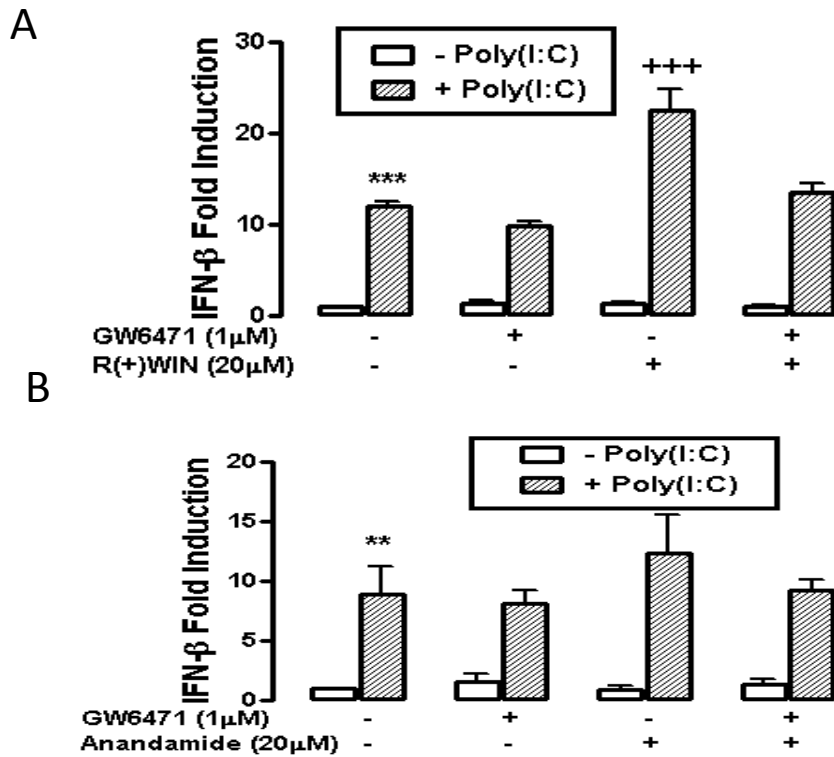 A
IFN-β Fold Induction
30
20
10
0
- Poly(I:C)
+ Poly(I:C)
***
+++
GW6471 (1μM) - + - +
R(+)WIN (20μM) - - + +
B
IFN-β Fold Induction
20
15
10
5
0
- Poly(I:C)
+ Poly(I:C)
**
GW6471 (1μM) - + - +
Anandamide (20μM) - - + +